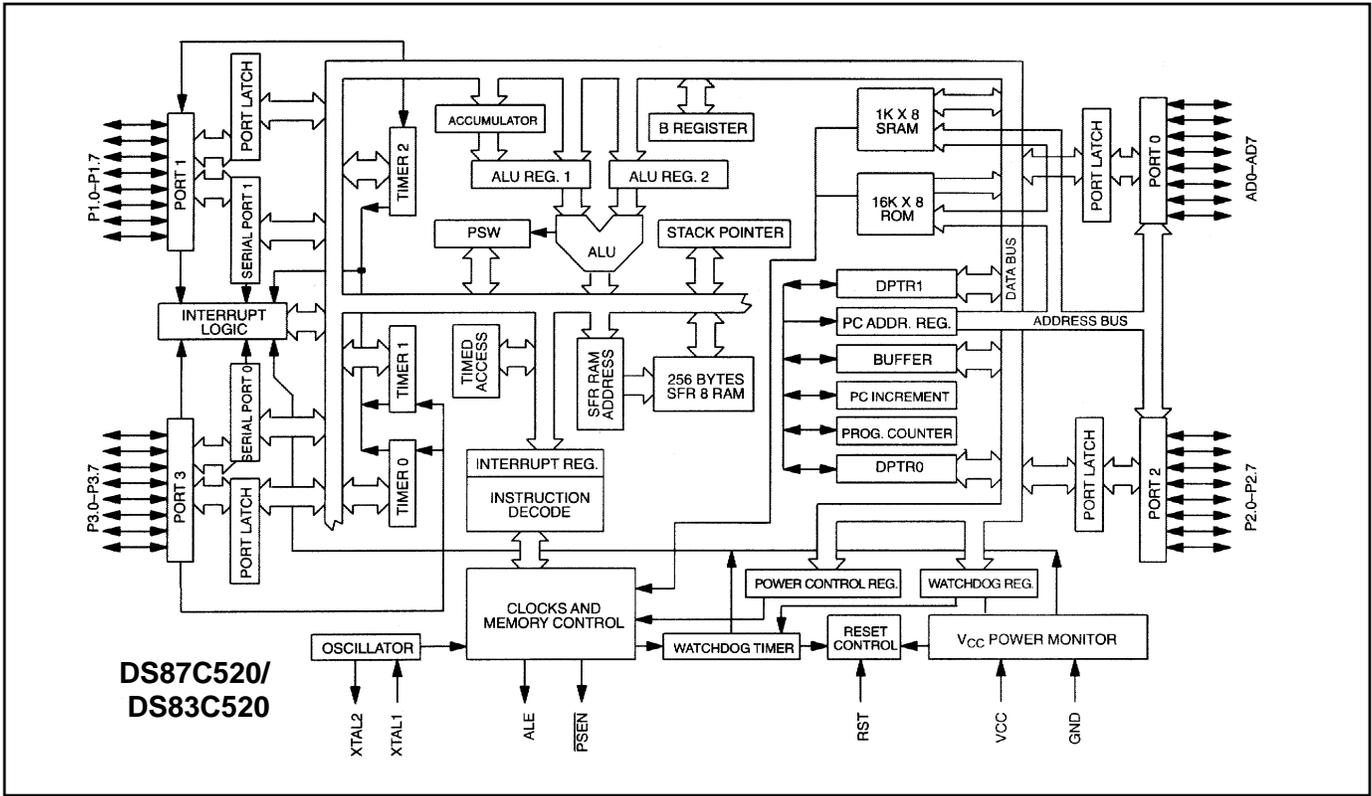 PORT LATCH
P1.0–P1.7
PORT 1
SERIAL PORT 1
TIMER 2
ACCUMULATOR
B REGISTER
ALU REG. 1
ALU REG. 2
PSW
ALU
STACK POINTER
1K X 8
SRAM
16K X 8
ROM
PORT LATCH
PORT 0
AD0–AD7
INTERRUPT
LOGIC
DATA BUS
DPTR1
PC ADDR. REG.
ADDRESS BUS
BUFFER
PC INCREMENT
PROG. COUNTER
DPTR0
TIMER 1
TIMED
ACCESS
SFR RAM
ADDRESS
256 BYTES
SFR 8 RAM
SERIAL PORT 0
P3.0–P3.7
PORT 3
PORT LATCH
TIMER 0
INTERRUPT REG.
INSTRUCTION
DECODE
PORT LATCH
PORT 2
P2.0–P2.7
CLOCKS AND
MEMORY CONTROL
POWER CONTROL REG.
WATCHDOG REG.
OSCILLATOR
WATCHDOG TIMER
RESET
CONTROL
VCC POWER MONITOR
DS87C520/
DS83C520
XTAL2
XTAL1
ALE
PSEN
RST
VCC
GND